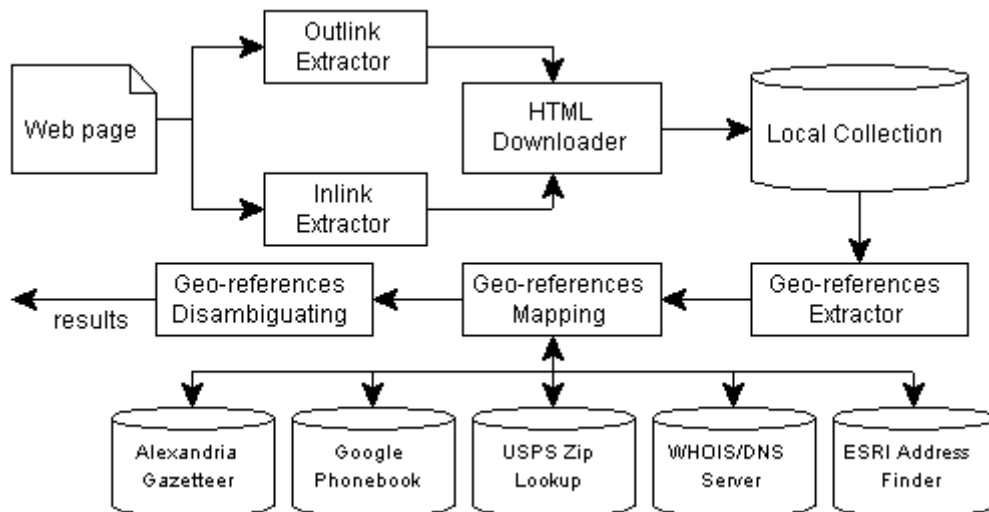 Outlink
Extractor
Web page
HTML
Downloader
Local Collection
Inlink
Extractor
Geo-references
Disambiguating
Geo-references
Mapping
Geo-references
Extractor
results
Alexandria
Gazetteer
Google
Phonebook
USPS Zip
Lookup
WHOIS/DNS
Server
ESRI Address
Finder